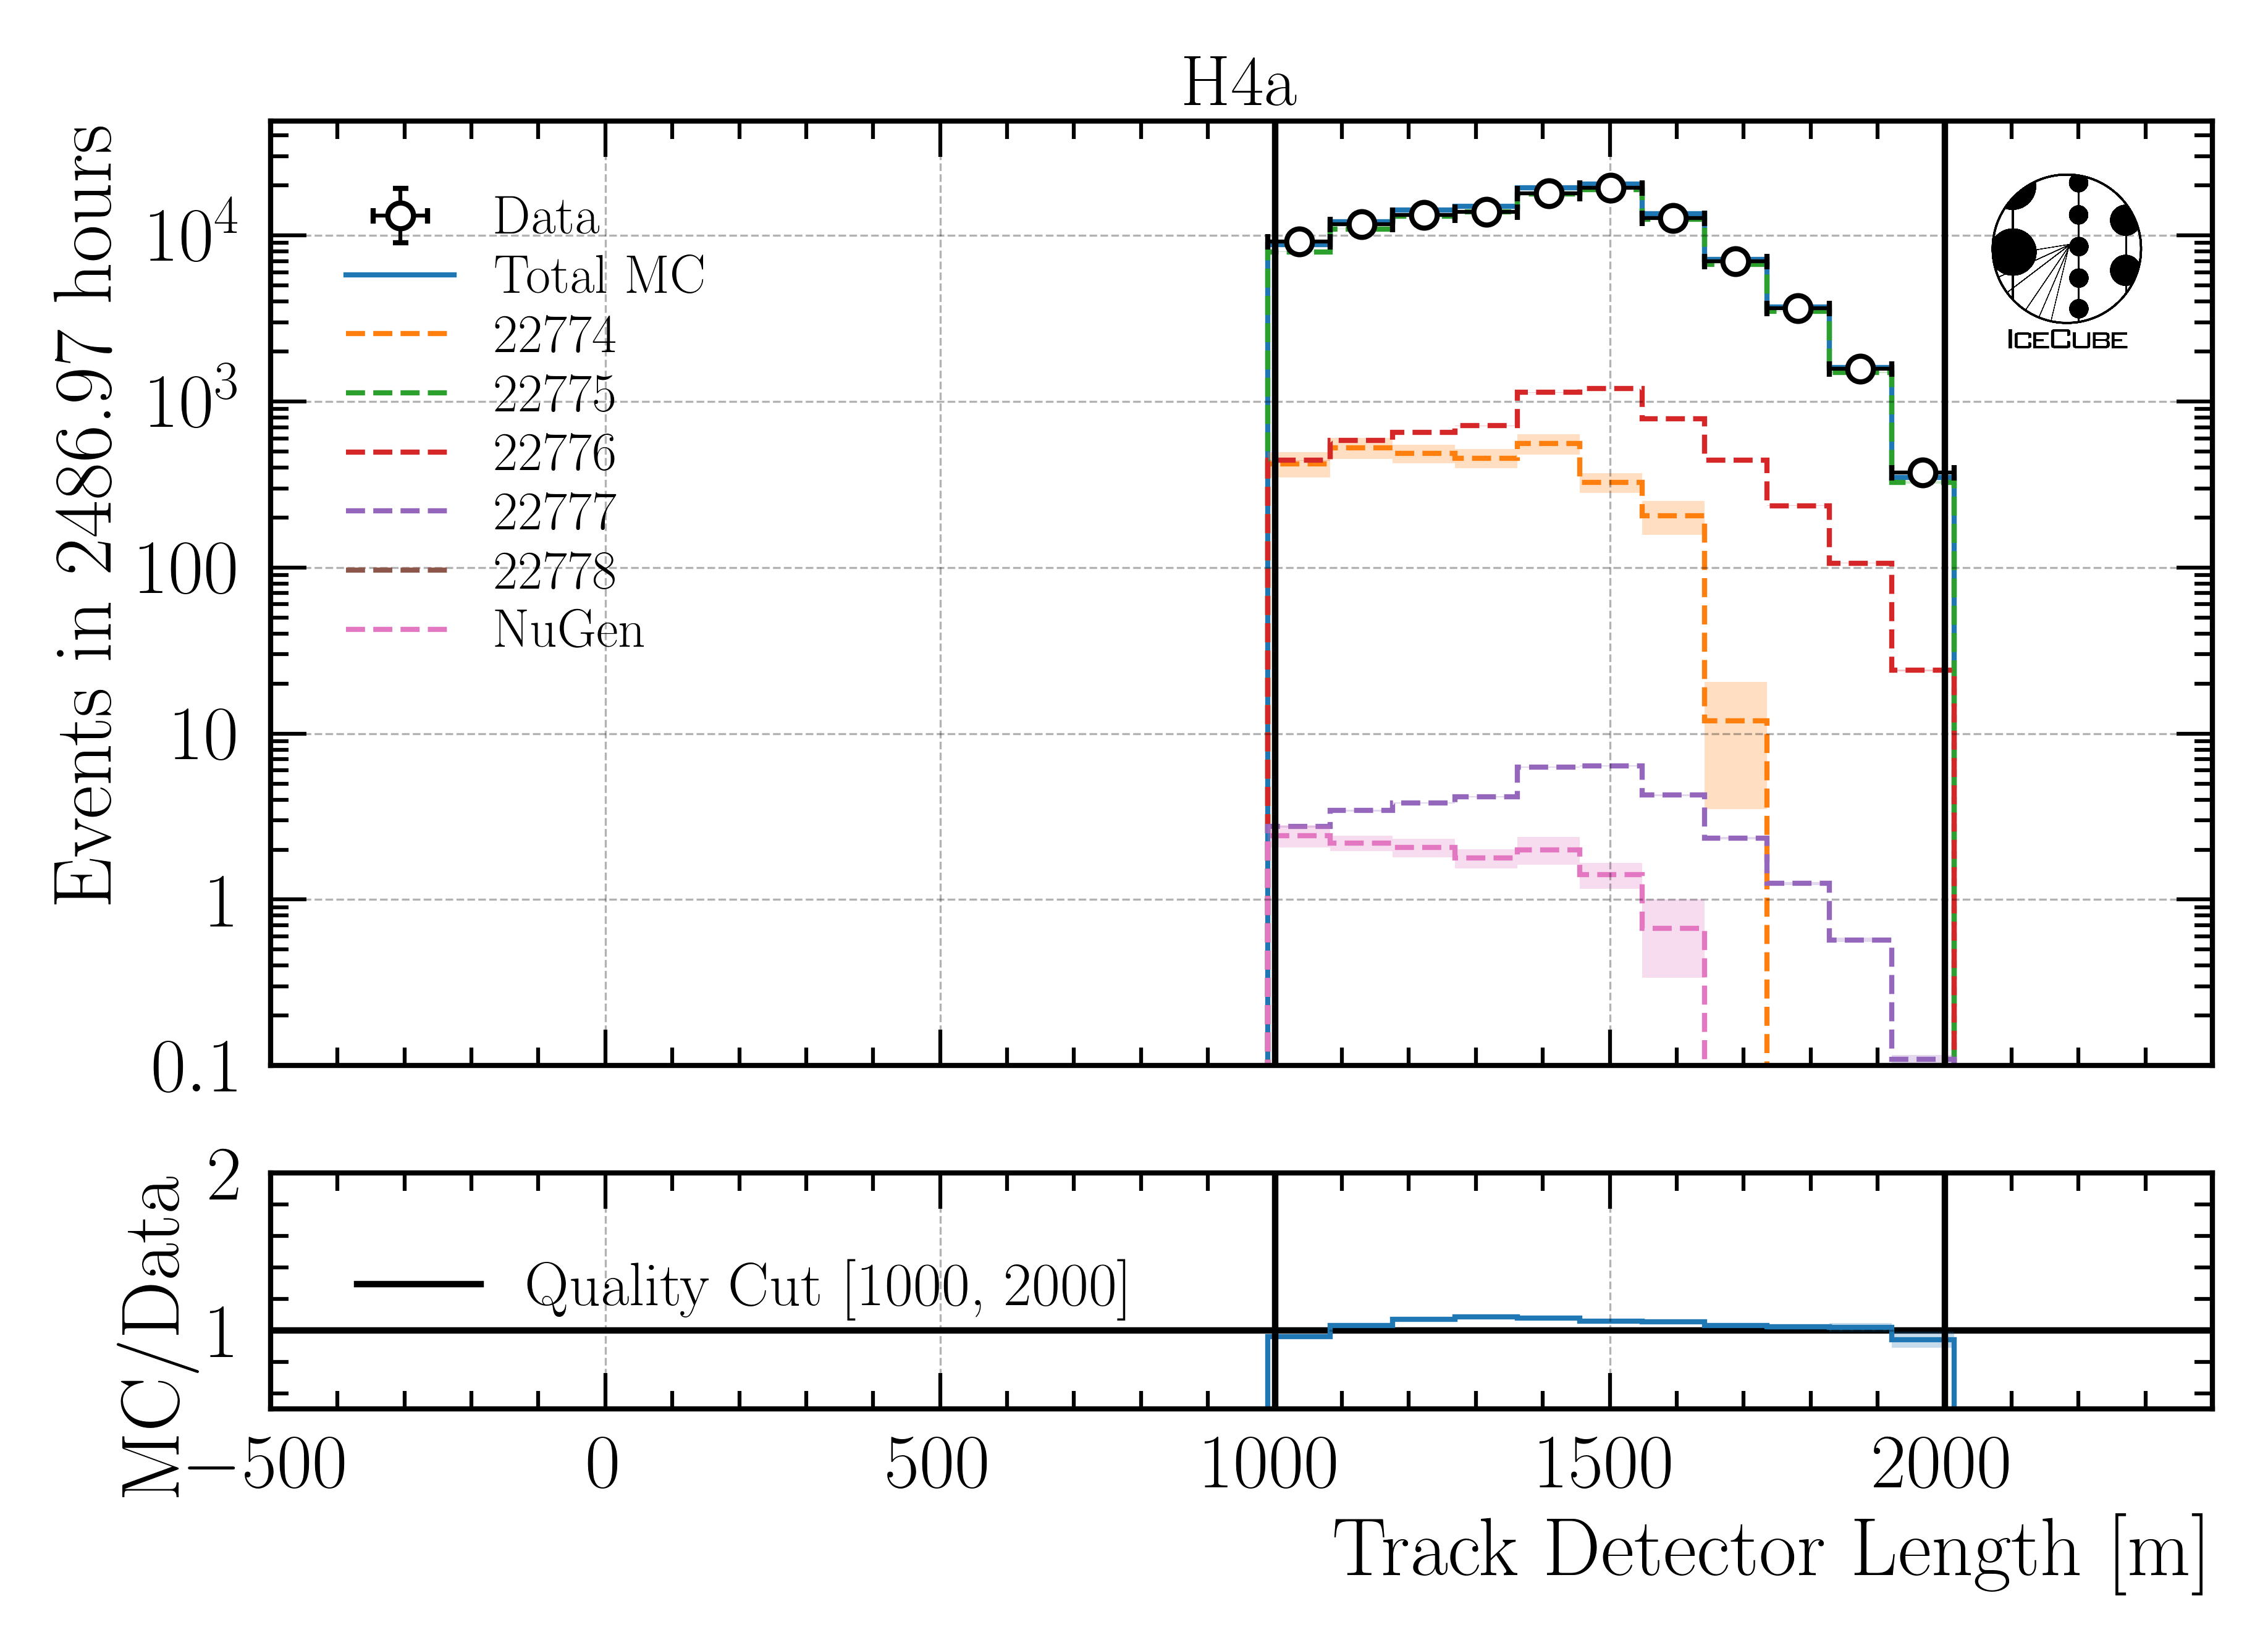 H4a
Events in 2486.97 hours
10^4
10^3
100
10
1
0.1
Data
Total MC
22774
22775
22776
22777
22778
NuGen
ICECUBE
MC/Data
2
1
Quality Cut [1000, 2000]
−500 0 500 1000 1500 2000
Track Detector Length [m]